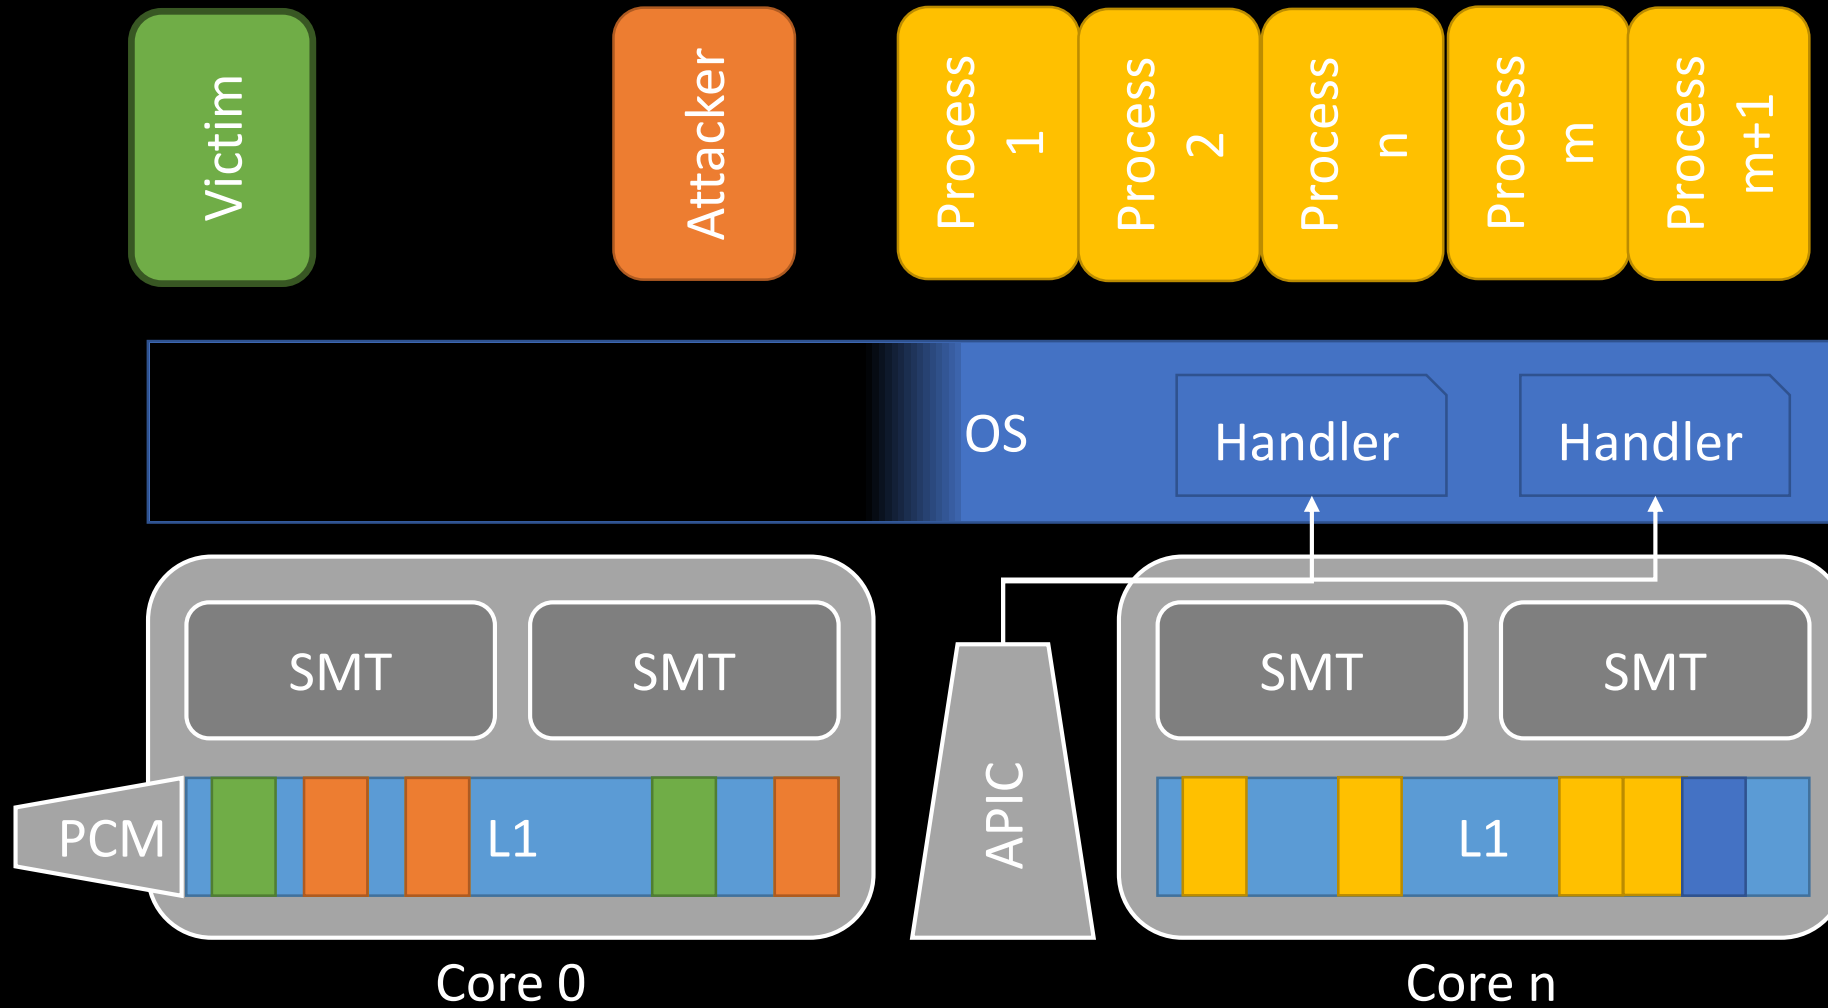 Victim
Attacker
Process
1
Process
2
Process
n
Process
m
Process
m+1
OS
Handler
Handler
SMT
SMT
SMT
SMT
PCM
L1
APIC
L1
Core 0
Core n